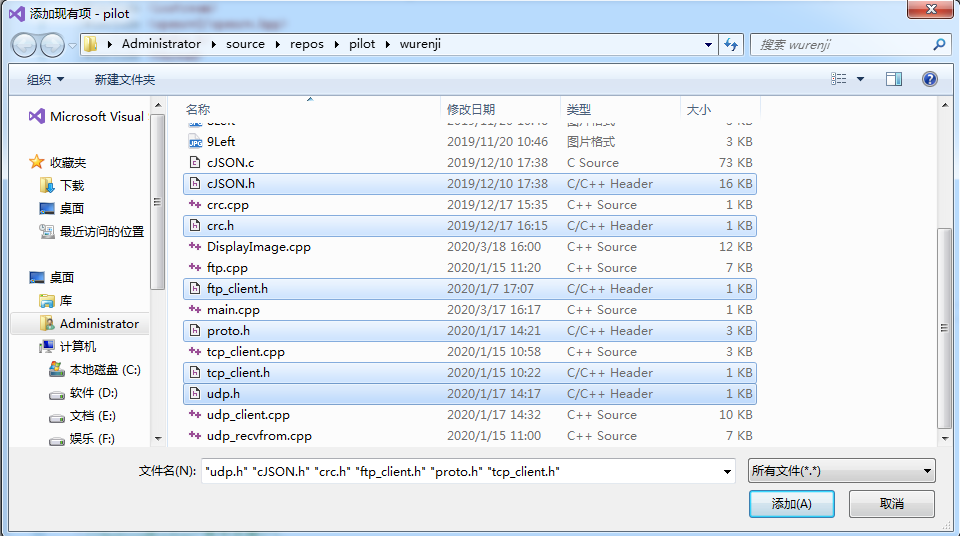 添加现有项 - pilot
Administrator source repos pilot wurenji 搜索 wurenji
组织 新建文件夹
Microsoft Visual
收藏夹
下载
桌面
最近访问的位置
桌面
库
Administrator
计算机
本地磁盘 (C:)
软件 (D:)
文档 (E:)
娱乐 (F:)
名称 修改日期 类型 大小
9Left 2019/11/20 10:46 图片格式 3 KB
cJSON.c 2019/12/10 17:38 C Source 73 KB
cJSON.h 2019/12/10 17:38 C/C++ Header 16 KB
crc.cpp 2019/12/17 15:35 C++ Source 1 KB
crc.h 2019/12/17 16:15 C/C++ Header 1 KB
DisplayImage.cpp 2020/3/18 16:00 C++ Source 12 KB
ftp.cpp 2020/1/15 11:20 C++ Source 7 KB
ftp_client.h 2020/1/7 17:07 C/C++ Header 1 KB
main.cpp 2020/3/17 16:17 C++ Source 1 KB
proto.h 2020/1/17 14:21 C/C++ Header 3 KB
tcp_client.cpp 2020/1/15 10:58 C++ Source 3 KB
tcp_client.h 2020/1/15 10:22 C/C++ Header 1 KB
udp.h 2020/1/17 14:17 C/C++ Header 1 KB
udp_client.cpp 2020/1/17 14:32 C++ Source 10 KB
udp_recvfrom.cpp 2020/1/15 11:00 C++ Source 7 KB
文件名(N): "udp.h" "cJSON.h" "crc.h" "ftp_client.h" "proto.h" "tcp_client.h" 所有文件(*.*)
添加(A) 取消